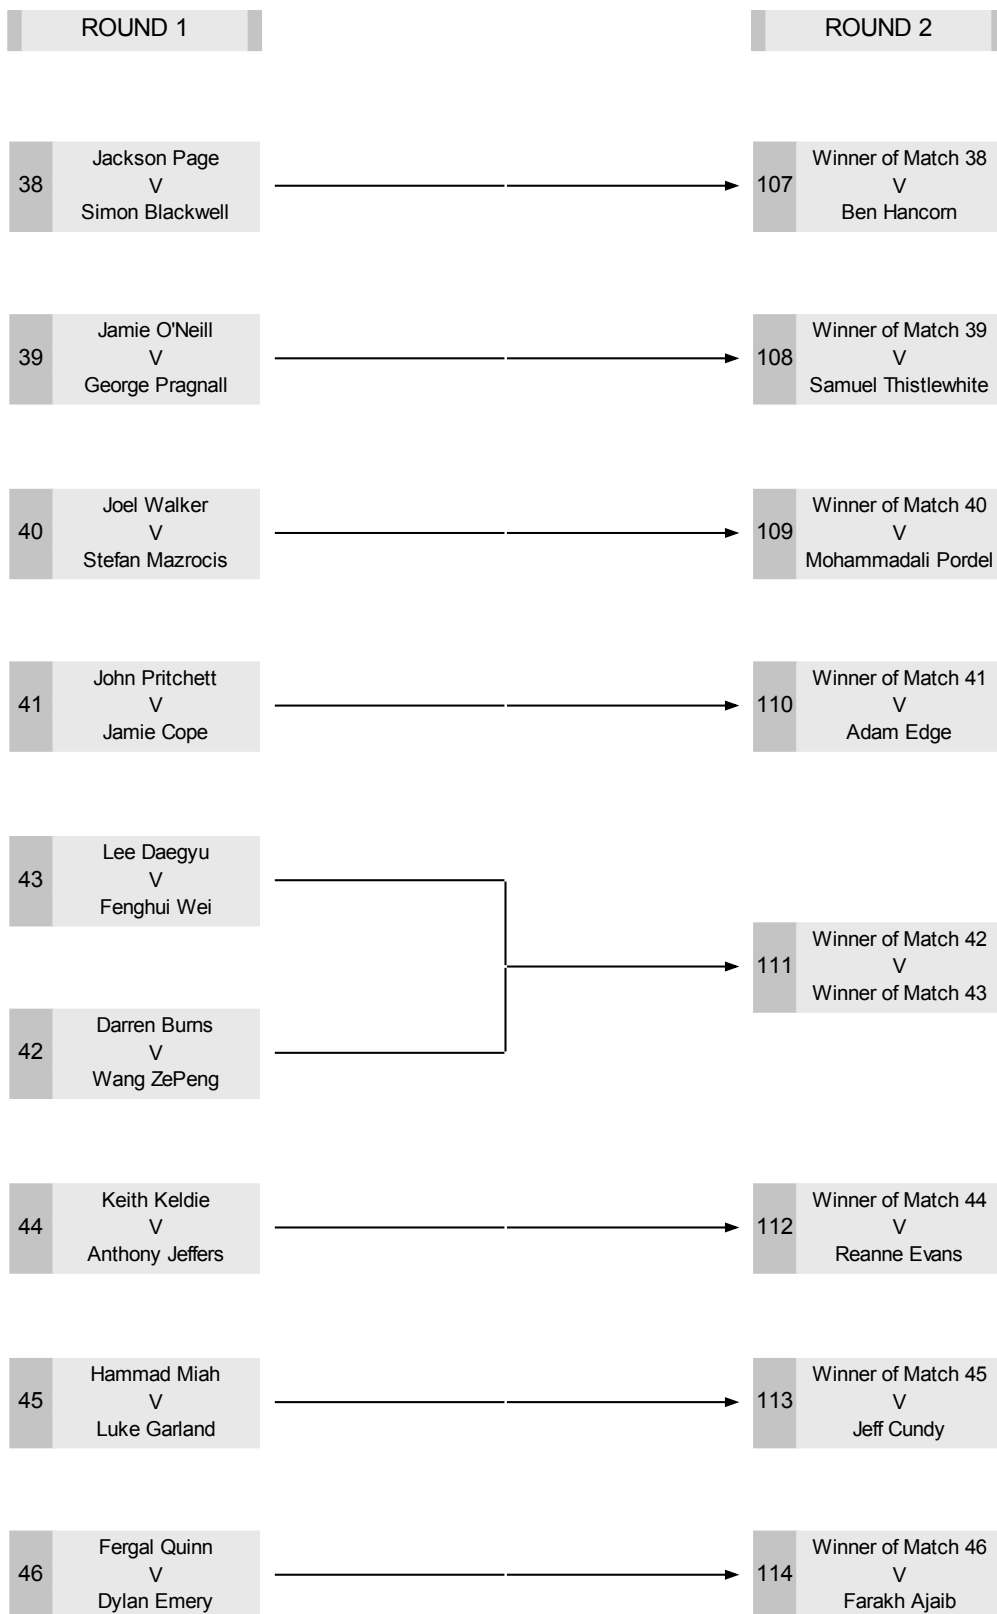 ROUND 1
ROUND 2
38
Jackson Page
V
Simon Blackwell
107
Winner of Match 38
V
Ben Hancorn
39
Jamie O'Neill
V
George Pragnall
108
Winner of Match 39
V
Samuel Thistlewhite
40
Joel Walker
V
Stefan Mazrocis
109
Winner of Match 40
V
Mohammadali Pordel
41
John Pritchett
V
Jamie Cope
110
Winner of Match 41
V
Adam Edge
43
Lee Daegyu
V
Fenghui Wei
42
Darren Burns
V
Wang ZePeng
111
Winner of Match 42
V
Winner of Match 43
44
Keith Keldie
V
Anthony Jeffers
112
Winner of Match 44
V
Reanne Evans
45
Hammad Miah
V
Luke Garland
113
Winner of Match 45
V
Jeff Cundy
46
Fergal Quinn
V
Dylan Emery
114
Winner of Match 46
V
Farakh Ajaib